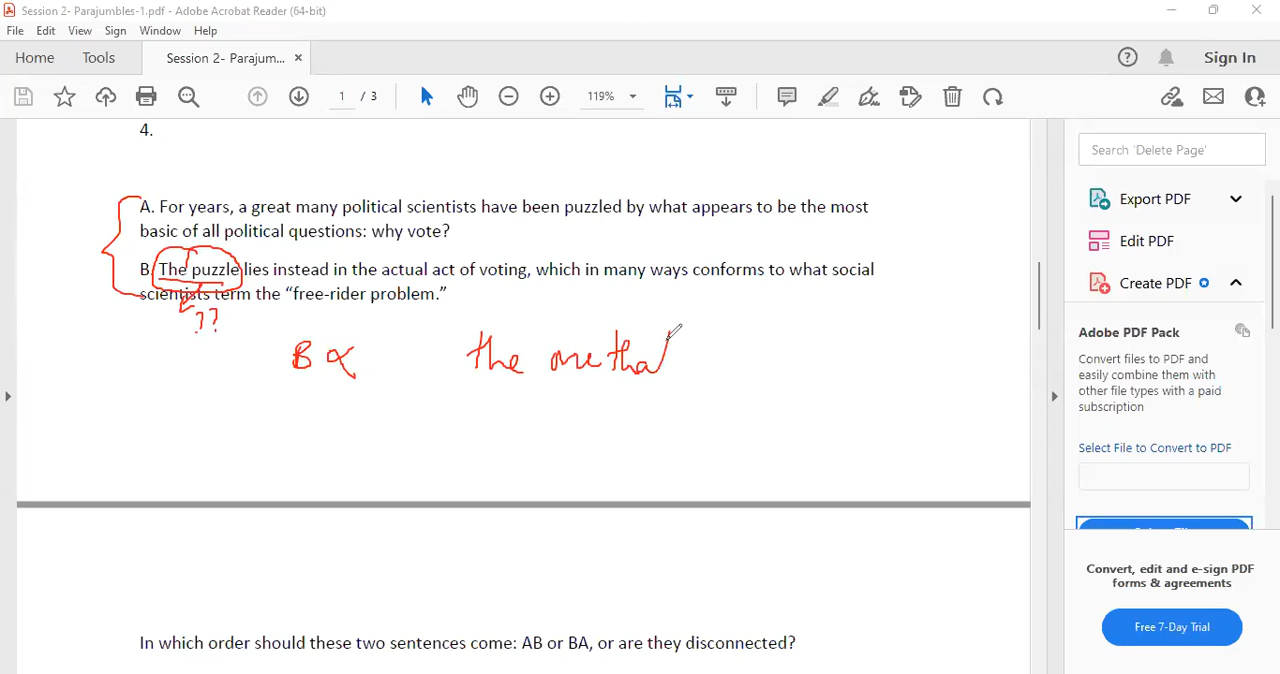 Session 2- Parajumbles-1.pdf - Adobe Acrobat Reader (64-bit)
File Edit View Sign Window Help
Home Tools Session 2- Parajum... × Sign In
1 / 3 119%
4.
Search 'Delete Page'
A. For years, a great many political scientists have been puzzled by what appears to be the most
basic of all political questions: why vote?
B. The puzzle lies instead in the actual act of voting, which in many ways conforms to what social
scientists term the “free-rider problem.”
??
B the one that
Export PDF
Edit PDF
Create PDF
Adobe PDF Pack
Convert files to PDF and
easily combine them with
other file types with a paid
subscription
Select File to Convert to PDF
Convert, edit and e-sign PDF
forms & agreements
Free 7-Day Trial
In which order should these two sentences come: AB or BA, or are they disconnected?